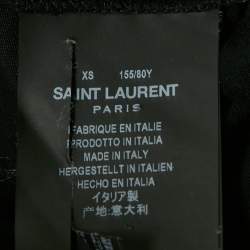 XS 155/80Y
SAINT LAURENT
PARIS
FABRIQUE EN ITALIE
PRODOTTO IN ITALIA
MADE IN ITALY
HERGESTELLT IN ITALIEN
HECHO EN ITALIA
イタリア製
产地:意大利